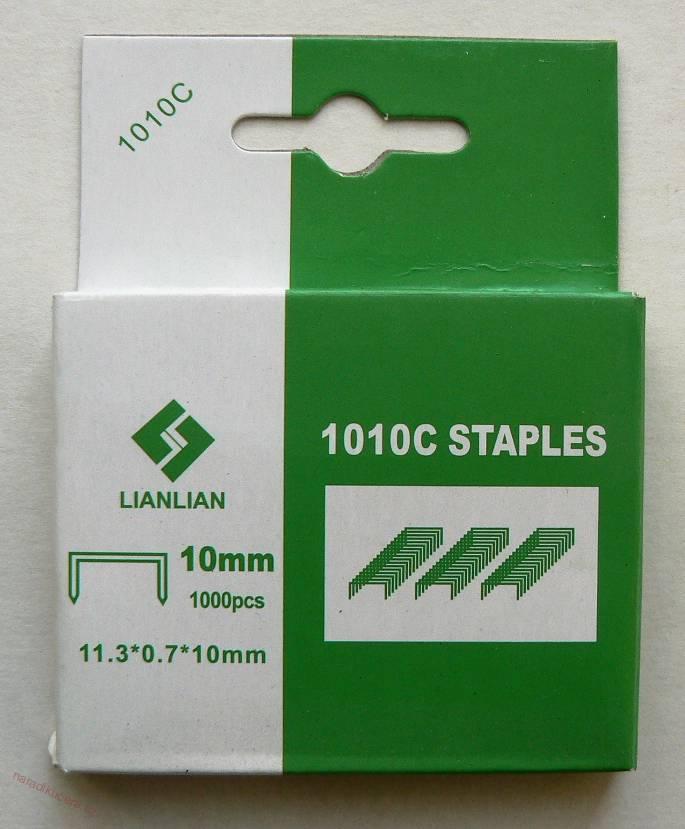 1010C
1010C STAPLES
LIANLIAN
10mm
1000pcs
11.3*0.7*10mm